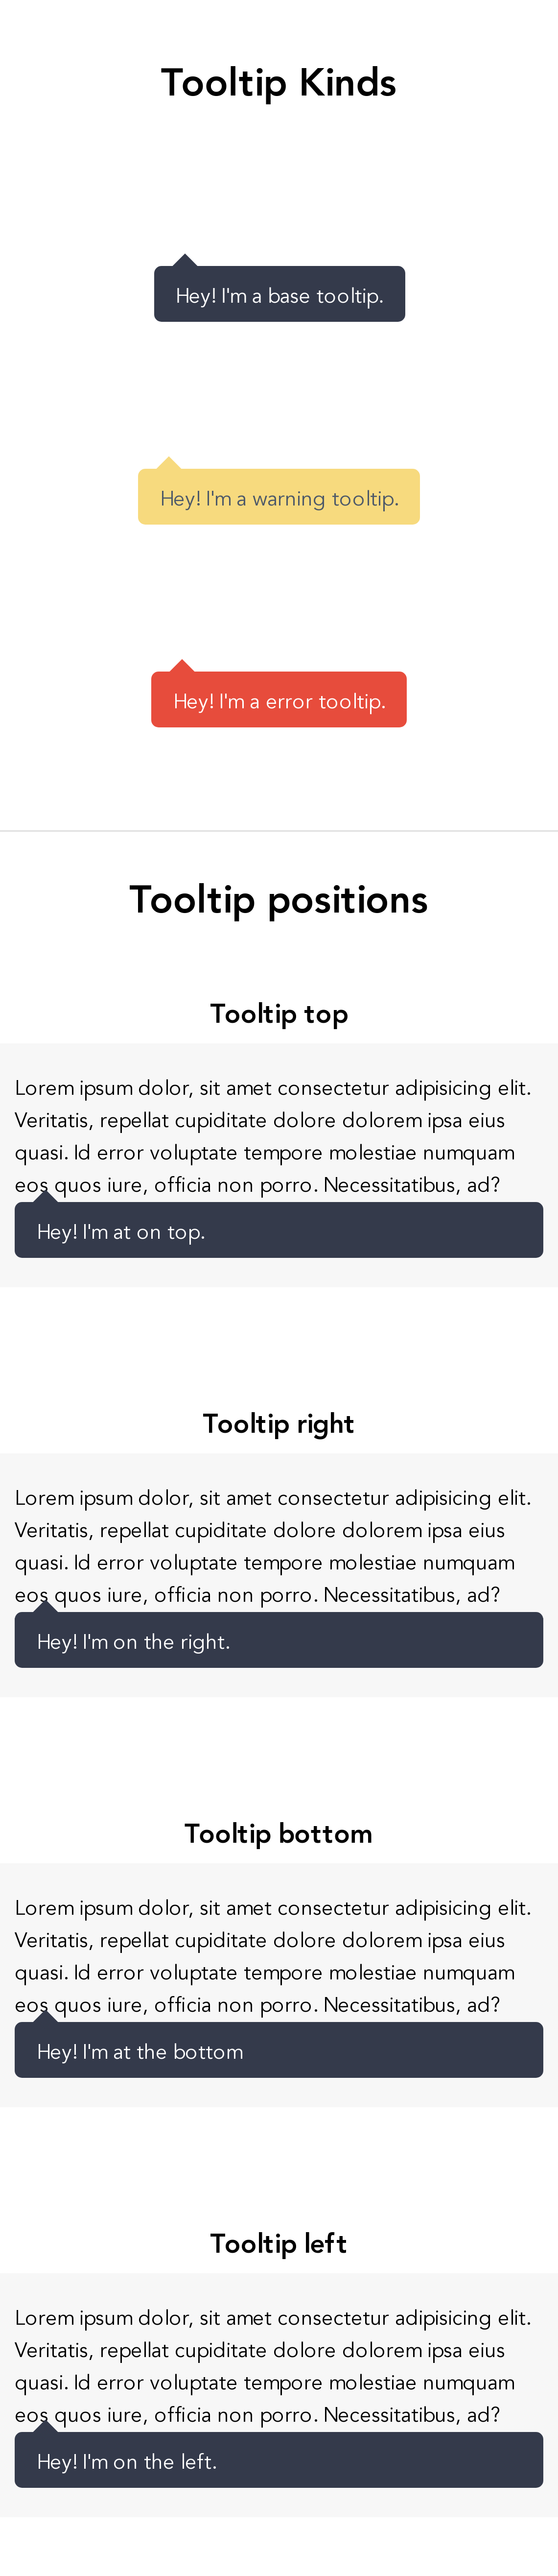 Tooltip Kinds
Hey! I'm a base tooltip.
Hey! I'm a warning tooltip.
Hey! I'm a error tooltip.
Tooltip positions
Tooltip top
Lorem ipsum dolor, sit amet consectetur adipisicing elit.
Veritatis, repellat cupiditate dolore dolorem ipsa eius
quasi. Id error voluptate tempore molestiae numquam
eos quos iure, officia non porro. Necessitatibus, ad?
Hey! I'm at on top.
Tooltip right
Lorem ipsum dolor, sit amet consectetur adipisicing elit.
Veritatis, repellat cupiditate dolore dolorem ipsa eius
quasi. Id error voluptate tempore molestiae numquam
eos quos iure, officia non porro. Necessitatibus, ad?
Hey! I'm on the right.
Tooltip bottom
Lorem ipsum dolor, sit amet consectetur adipisicing elit.
Veritatis, repellat cupiditate dolore dolorem ipsa eius
quasi. Id error voluptate tempore molestiae numquam
eos quos iure, officia non porro. Necessitatibus, ad?
Hey! I'm at the bottom
Tooltip left
Lorem ipsum dolor, sit amet consectetur adipisicing elit.
Veritatis, repellat cupiditate dolore dolorem ipsa eius
quasi. Id error voluptate tempore molestiae numquam
eos quos iure, officia non porro. Necessitatibus, ad?
Hey! I'm on the left.